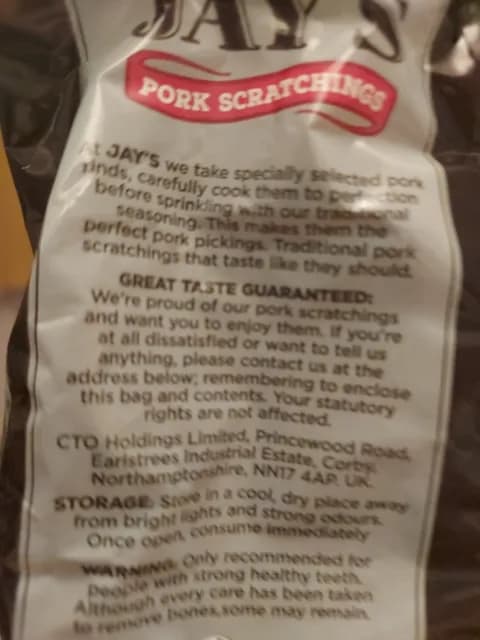 JAY'S
PORK SCRATCHINGS
At JAY'S we take specially selected pork
rinds, carefully cook them to perfection
before sprinkling with our traditional
seasoning. This makes them the
perfect pork pickings. Traditional pork
scratchings that taste like they should.
GREAT TASTE GUARANTEED:
We're proud of our pork scratchings
and want you to enjoy them. If you're
at all dissatisfied or want to tell us
anything, please contact us at the
address below; remembering to enclose
this bag and contents. Your statutory
rights are not affected.
CTO Holdings Limited, Princewood Road,
Earlstrees Industrial Estate, Corby,
Northamptonshire, NN17 4AP. UK.
STORAGE: Store in a cool, dry place away
from bright lights and strong odours.
Once open, consume immediately
WARNING: Only recommended for
people with strong healthy teeth.
Although every care has been taken
to remove bones, some may remain.